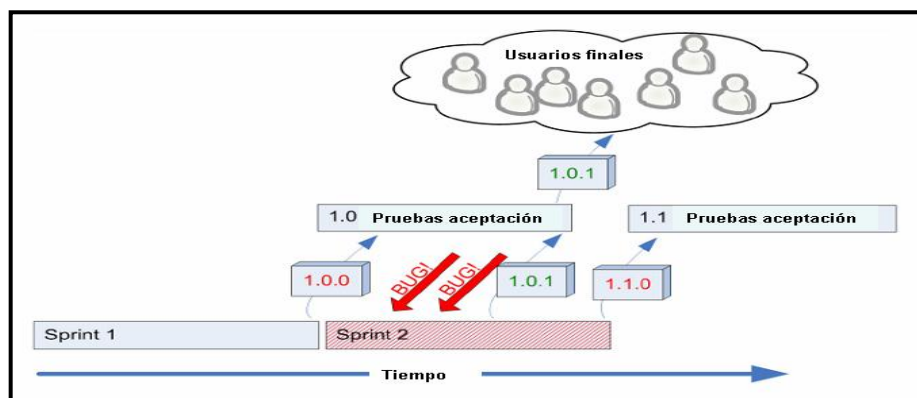 Usuarios finales
1.0.1
1.0 Pruebas aceptación
1.1 Pruebas aceptación
1.0.0
BUG!
BUG!
1.0.1
1.1.0
Sprint 1
Sprint 2
Tiempo